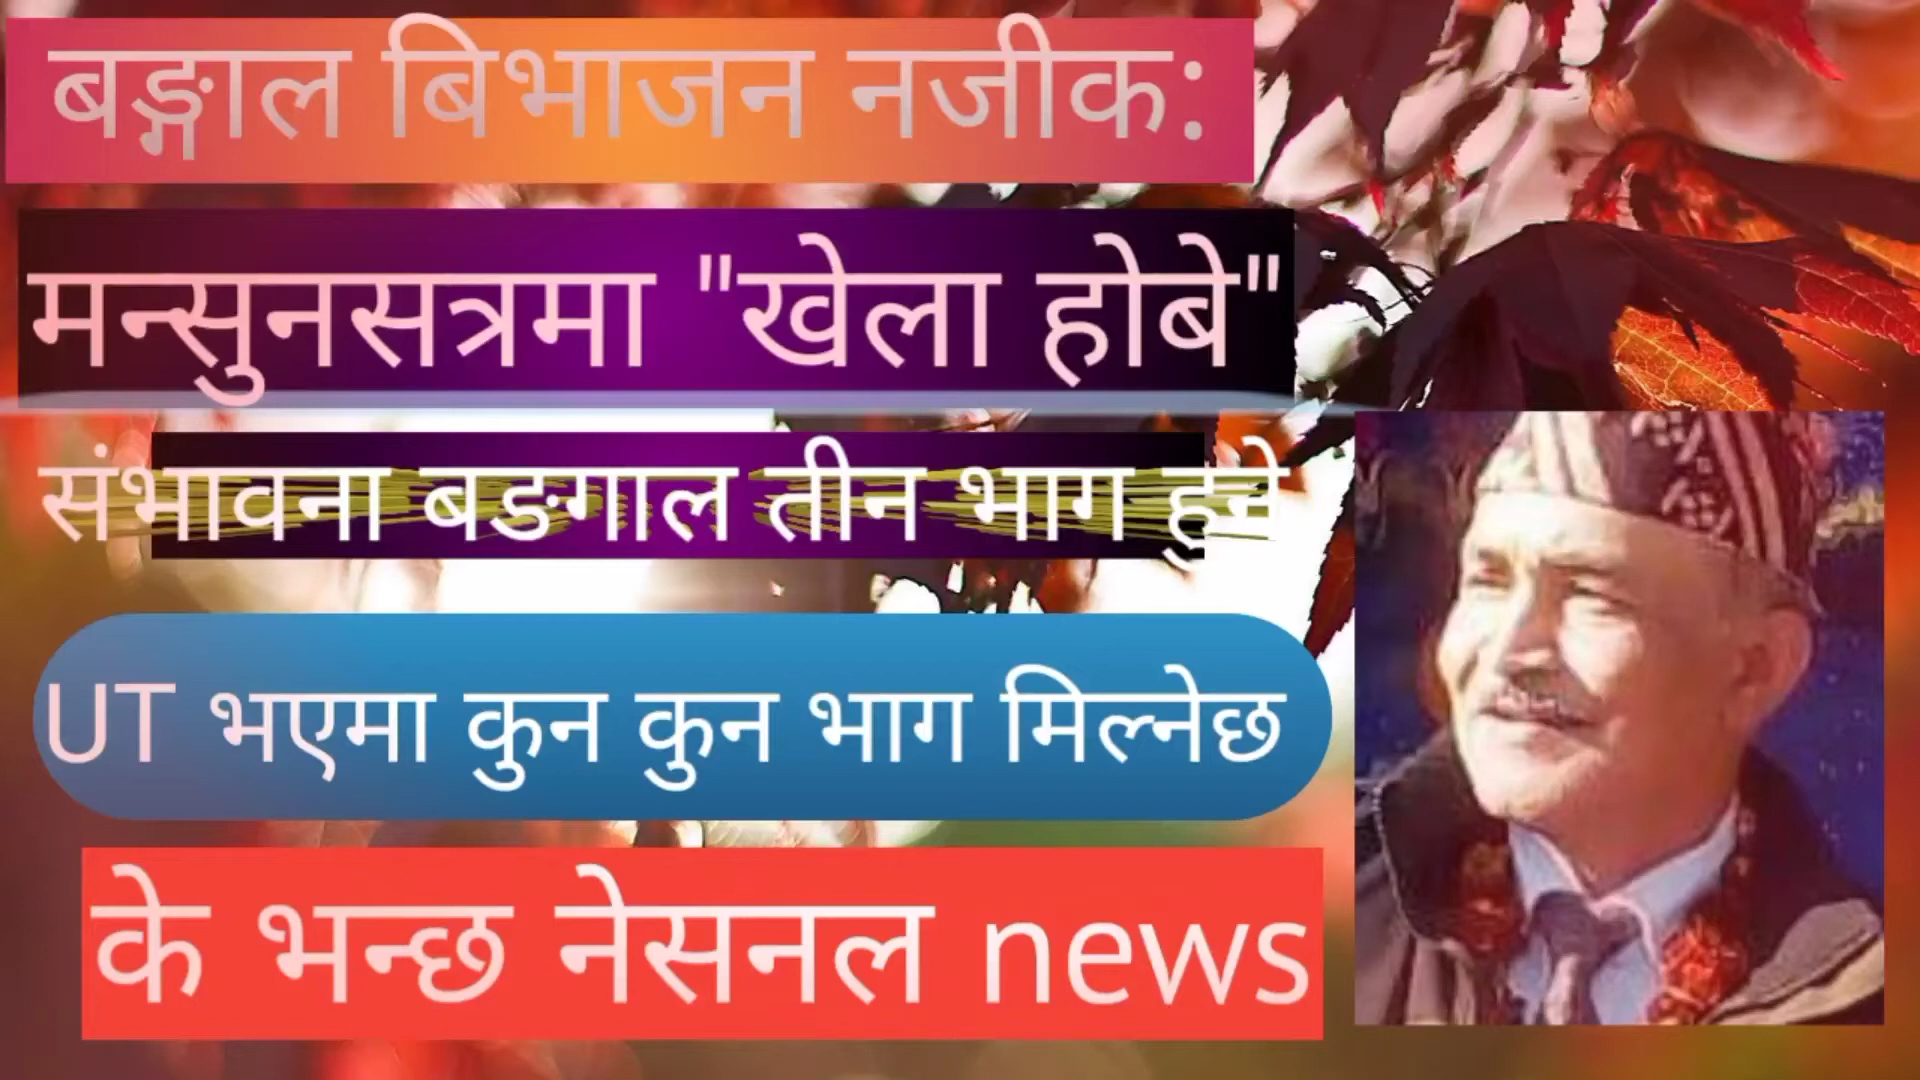 बङ्गाल बिभाजन नजीक:
मन्सुनसत्रमा "खेला होबे"
संभावना बङगाल तीन भाग हुने
UT भएमा कुन कुन भाग मिल्नेछ
के भन्छ नेसनल news